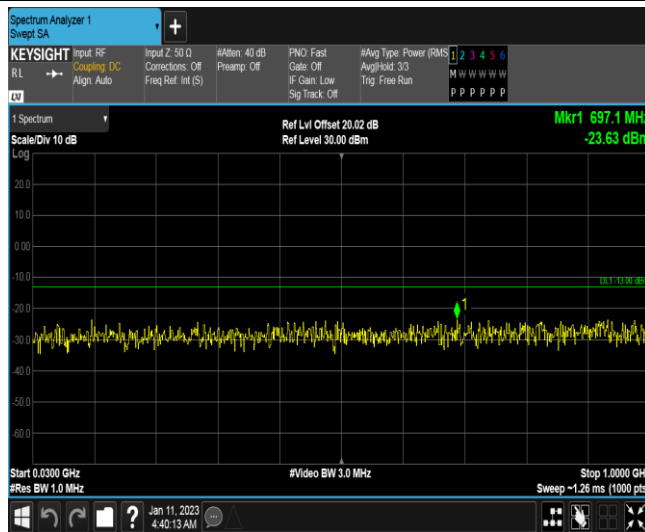 Spectrum Analyzer 1
Swept SA
+
KEYSIGHT
RL
LXI
Input: RF
Coupling: DC
Align: Auto
Input Z: 50 Ω
Corrections: Off
Freq Ref: Int (S)
#Atten: 40 dB
Preamp: Off
PNO: Fast
Gate: Off
IF Gain: Low
Sig Track: Off
#Avg Type: Power (RMS
Avg|Hold: 3/3
Trig: Free Run
1 2 3 4 5 6
M W W W W W
P P P P P P
1 Spectrum
Scale/Div 10 dB
Log
Ref Lvl Offset 20.02 dB
Ref Level 30.00 dBm
Mkr1 697.1 MHz
-23.63 dBm
20.0
10.0
0.00
-10.0
DL1 -13.00 dB
1
-20.0
-30.0
-40.0
-50.0
-60.0
Start 0.0300 GHz
#Res BW 1.0 MHz
#Video BW 3.0 MHz
Stop 1.0000 GH
Sweep ~1.26 ms (1000 pts
?
Jan 11, 2023
4:40:13 AM